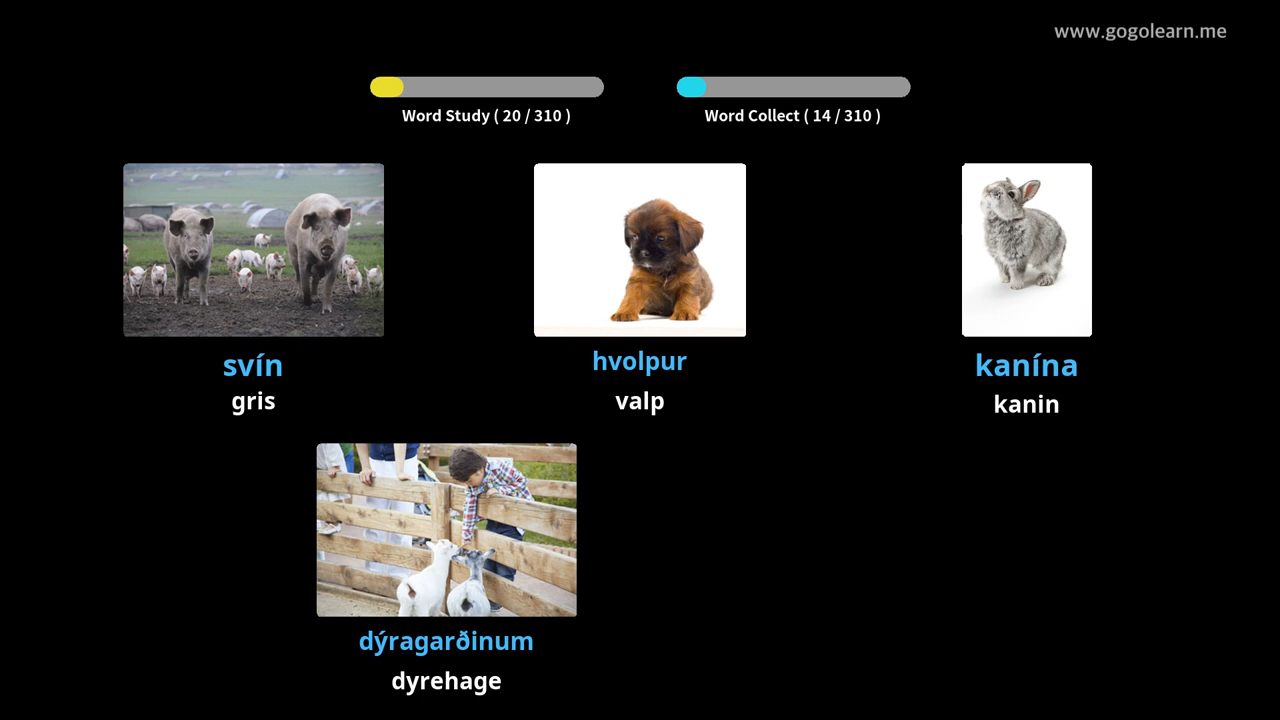 www.gogolearn.me
Word Study ( 20 / 310 )
Word Collect ( 14 / 310 )
svín
gris
hvolpur
valp
kanína
kanin
dýragarðinum
dyrehage